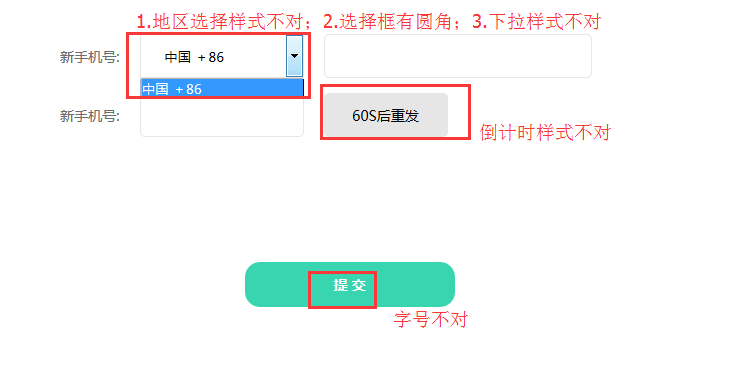 1.地区选择样式不对；2.选择框有圆角；3.下拉样式不对
新手机号: 中国 +86
中国 +86
新手机号: 60S后重发
倒计时样式不对
提 交
字号不对